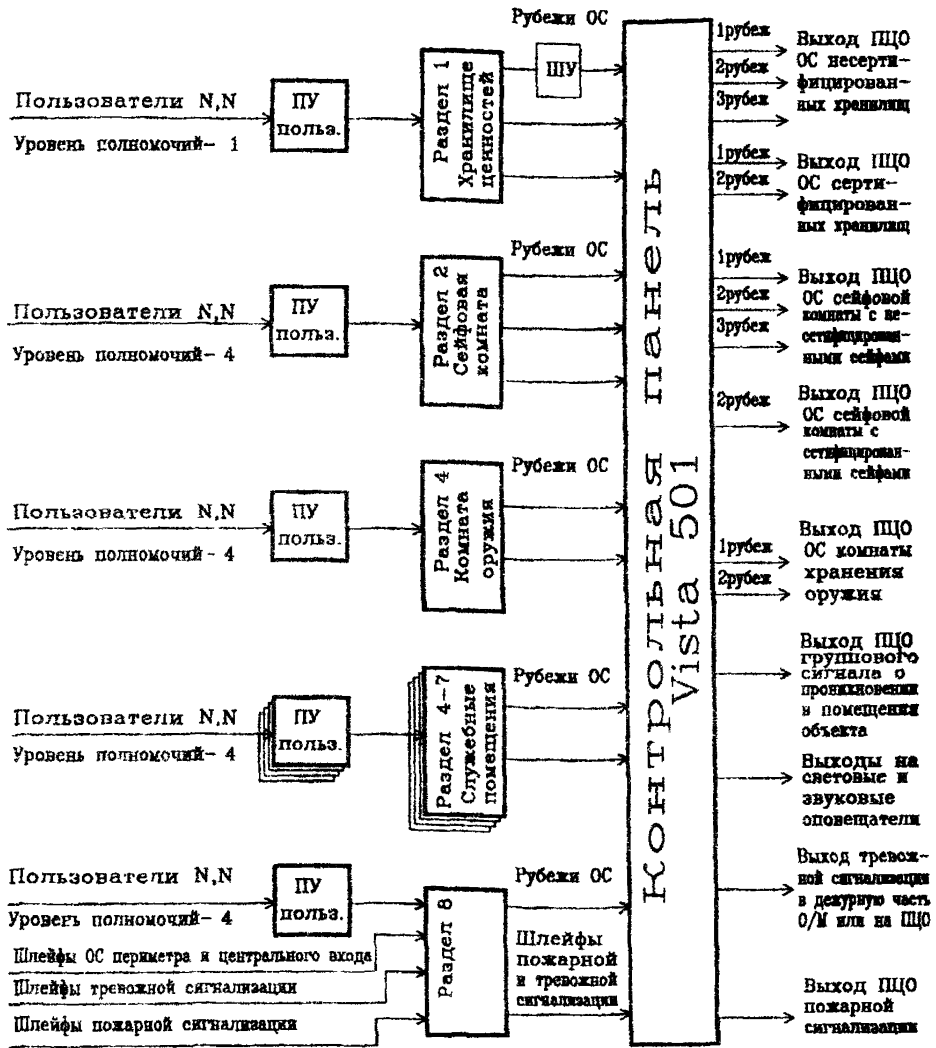 Рубежи ОС
Пользователи N,N
Уровень полномочий- 1
ПУ
польз.
Раздел 1
Хранилище
ценностей
ШУ
1рубеж
2рубеж
3рубеж
Выход ПЦО
ОС несерти-
фицирован-
ных хранилищ
1рубеж
2рубеж
Выход ПЦО
ОС серти-
фицирован-
ных хранилищ
Рубежи ОС
Пользователи N,N
Уровень полномочий- 4
ПУ
польз.
Раздел 2
Сейфовая
комната
1рубеж
2рубеж
3рубеж
Выход ПЦО
ОС сейфовой
комнаты с не-
сетифицирован-
ными сейфами
2рубеж
Выход ПЦО
ОС сейфовой
комнаты с
сетифицирован-
ными сейфами
Рубежи ОС
Пользователи N,N
Уровень полномочий- 4
ПУ
польз.
Раздел 4
Комната
оружия
1рубеж
2рубеж
Выход ПЦО
ОС комнаты
хранения
оружия
Контрольная панель
Vista 501
Рубежи ОС
Пользователи N,N
Уровень полномочий- 4
ПУ
польз.
Раздел 4-7
Служебные
помещения
Выход ПЦО
группового
сигнала о
проникновении
в помещения
объекта
Выходы на
световые и
звуковые
оповещатели
Рубежи ОС
Пользователи N,N
Уровень полномочий- 4
ПУ
польз.
Шлейфы ОС периметра и центрального входа
Шлейфы тревожной сигнализации
Шлейфы пожарной сигнализации
Раздел 8
Шлейфы
пожарной
и тревожной
сигнализации
Выход тревож-
ной сигнализации
в дежурную часть
О/М или на ПЦО
Выход ПЦО
пожарной
сигнализации